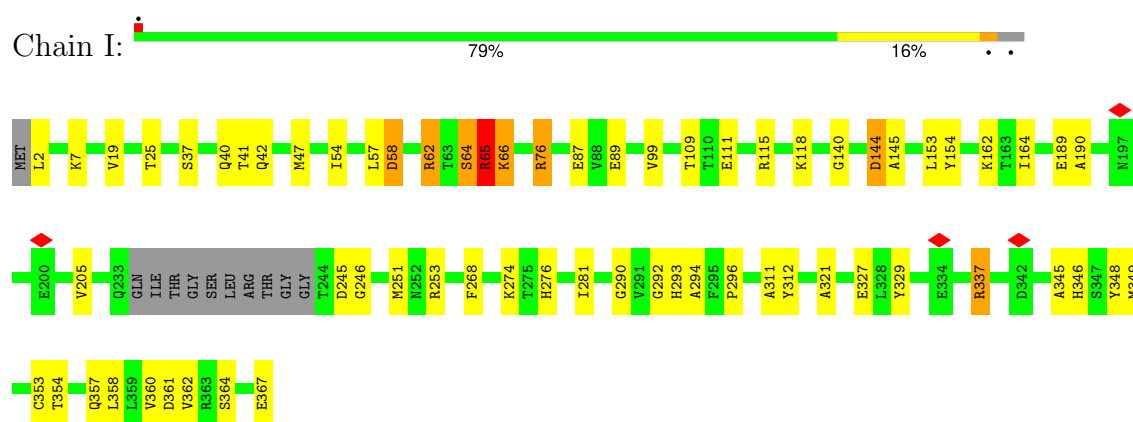 Chain I:
79% 16%
MET L2 K7 V19 T25 S37 Q40 T41 Q42 M47 I54 L57 D58 R62 T63 S64 R65 K66 R76 E87 V88 E89 V99 T109 T110 E111 R115 K118 G140 D144 A145 L153 Y154 K162 T163 I164 E189 A190 N197
E200 V205 Q233 GLN ILE THR GLY SER LEU ARG THR GLY GLY T244 D245 G246 M251 N252 R253 F268 K274 T275 H276 I281 G290 V291 G292 H293 A294 F295 P296 A311 Y312 A321 E327 L328 Y329 E334 R337 D342 A345 H346 S347 Y348
C353 T354 Q357 L358 L359 V360 D361 V362 R363 S364 E367